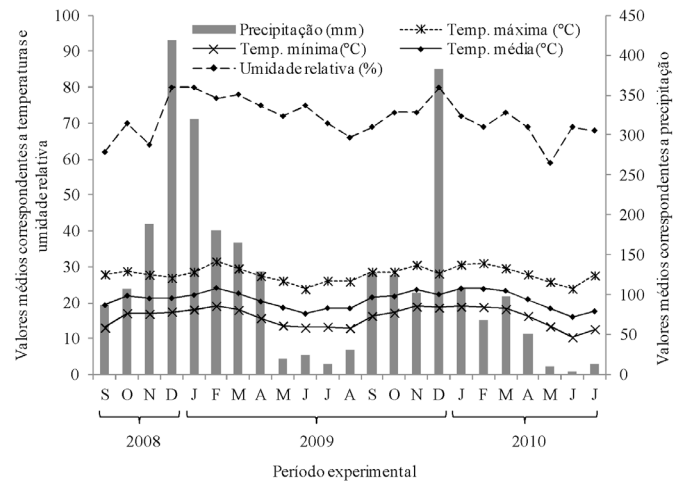 Valores médios correspondentes a temperaturas e
umidade relativa
100
90
80
70
60
50
40
30
20
10
0
Precipitação (mm)
Temp. máxima (°C)
Temp. mínima (°C)
Temp. média (°C)
Umidade relativa (%)
450
400
350
300
250
200
150
100
50
0
Valores médios correspondentes a precipitação
S O N D J F M A M J J A S O N D J F M A M J J
2008 2009 2010
Período experimental